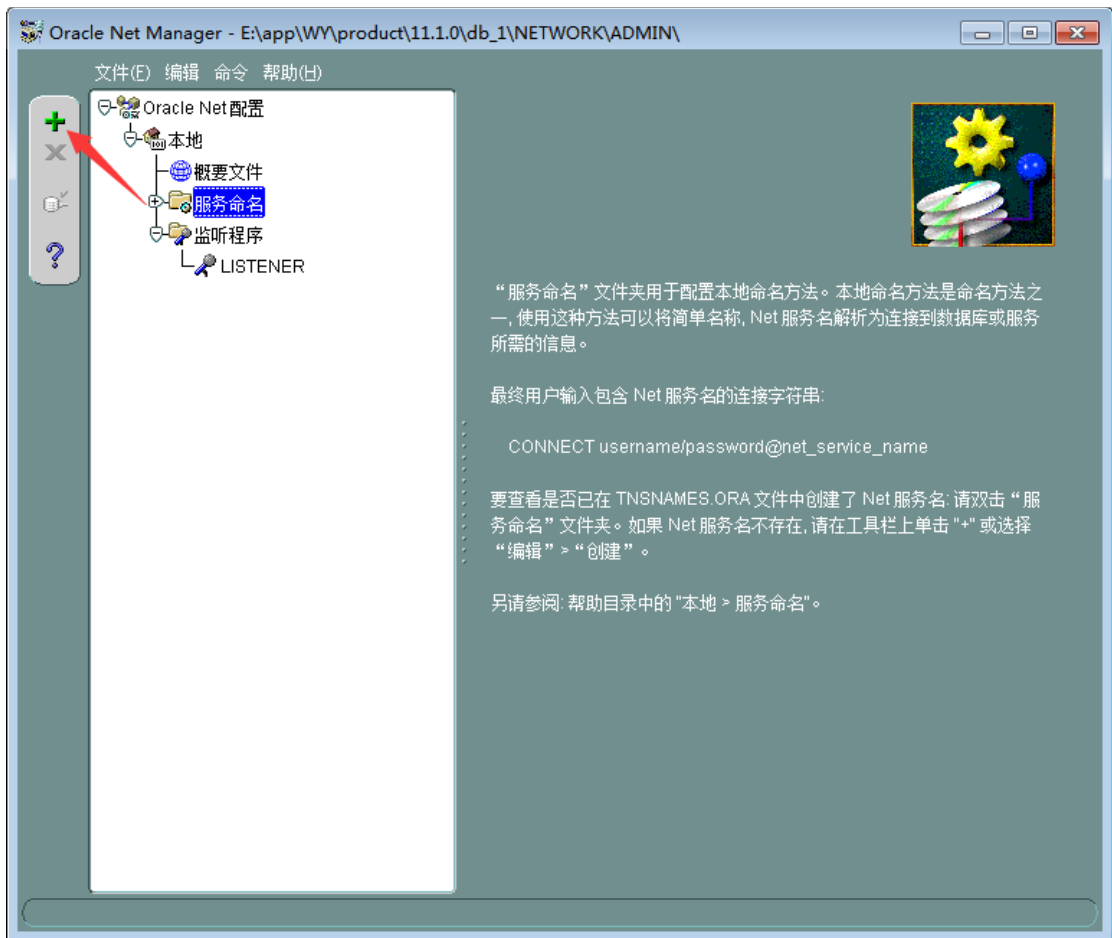 Oracle Net Manager - E:\app\WY\product\11.1.0\db_1\NETWORK\ADMIN\
文件(F) 编辑 命令 帮助(H)
Oracle Net 配置
本地
概要文件
服务命名
监听程序
LISTENER
“服务命名”文件夹用于配置本地命名方法。本地命名方法是命名方法之
一, 使用这种方法可以将简单名称, Net 服务名解析为连接到数据库或服务
所需的信息。
最终用户输入包含 Net 服务名的连接字符串:
CONNECT username/password@net_service_name
要查看是否已在 TNSNAMES.ORA 文件中创建了 Net 服务名: 请双击“服
务命名”文件夹。如果 Net 服务名不存在, 请在工具栏上单击 "+" 或选择
“编辑”>“创建”。
另请参阅: 帮助目录中的 "本地 > 服务命名"。